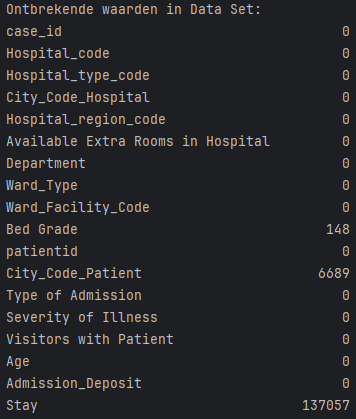 Ontbrekende waarden in Data Set:
case_id 0
Hospital_code 0
Hospital_type_code 0
City_Code_Hospital 0
Hospital_region_code 0
Available Extra Rooms in Hospital 0
Department 0
Ward_Type 0
Ward_Facility_Code 0
Bed Grade 148
patientid 0
City_Code_Patient 6689
Type of Admission 0
Severity of Illness 0
Visitors with Patient 0
Age 0
Admission_Deposit 0
Stay 137057